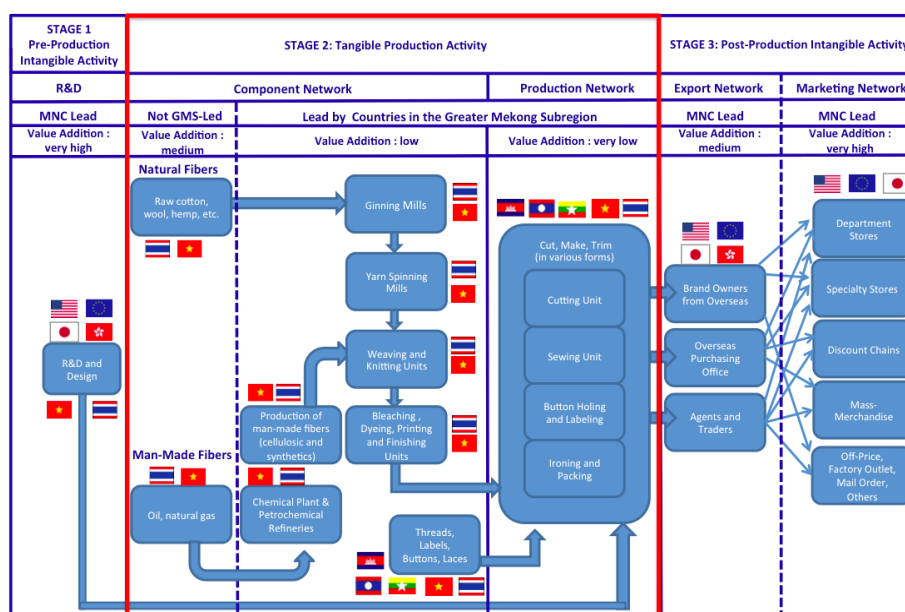 STAGE 1
Pre-Production
Intangible Activity
STAGE 2: Tangible Production Activity
STAGE 3: Post-Production Intangible Activity
R&D
Component Network
Production Network
Export Network
Marketing Network
MNC Lead
Not GMS-Led
Lead by Countries in the Greater Mekong Subregion
MNC Lead
MNC Lead
Value Addition :
very high
Value Addition :
medium
Value Addition : low
Value Addition : very low
Value Addition :
medium
Value Addition :
very high
Natural Fibers
Raw cotton,
wool, hemp, etc.
Ginning Mills
Yarn Spinning
Mills
Weaving and
Knitting Units
Bleaching ,
Dyeing, Printing
and Finishing
Units
R&D and
Design
Production of
man-made fibers
(cellulosic and
synthetics)
Man-Made Fibers
Oil, natural gas
Chemical Plant &
Petrochemical
Refineries
Threads,
Labels,
Buttons, Laces
Cut, Make, Trim
(in various forms)
Cutting Unit
Sewing Unit
Button Holing
and Labeling
Ironing and
Packing
Brand Owners
from Overseas
Overseas
Purchasing
Office
Agents and
Traders
Department
Stores
Specialty Stores
Discount Chains
Mass-
Merchandise
Off-Price,
Factory Outlet,
Mail Order,
Others